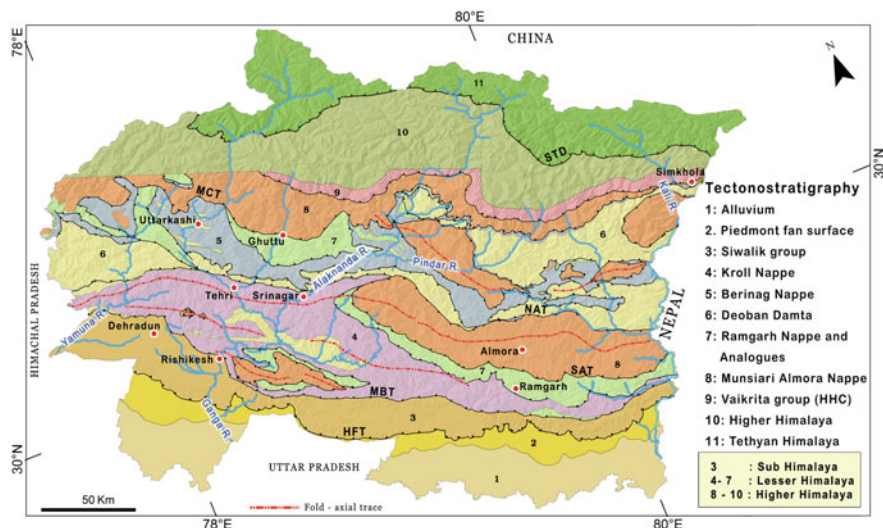 78°E
80°E
CHINA
N
11
10
STD
30°N
Simkhola
Kali R.
9
MCT
8
Uttarkashi
5
Ghuttu
7
6
6
Alaknanda R.
Pindar R.
Tehri
Srinagar
NAT
NEPAL
HIMACHAL PRADESH
Yamuna R.
Dehradun
4
Almora
8
Rishikesh
7
SAT
MBT
Ramgarh
Ganga R.
3
HFT
2
30°N
UTTAR PRADESH
1
50 Km
Fold - axial trace
78°E
80°E
Tectonostratigraphy
1: Alluvium
2: Piedmont fan surface
3: Siwalik group
4: Kroll Nappe
5: Berinag Nappe
6: Deoban Damta
7: Ramgarh Nappe and
Analogues
8: Munsiari Almora Nappe
9: Vaikrita group (HHC)
10: Higher Himalaya
11: Tethyan Himalaya
3 : Sub Himalaya
4- 7 : Lesser Himalaya
8 - 10 : Higher Himalaya